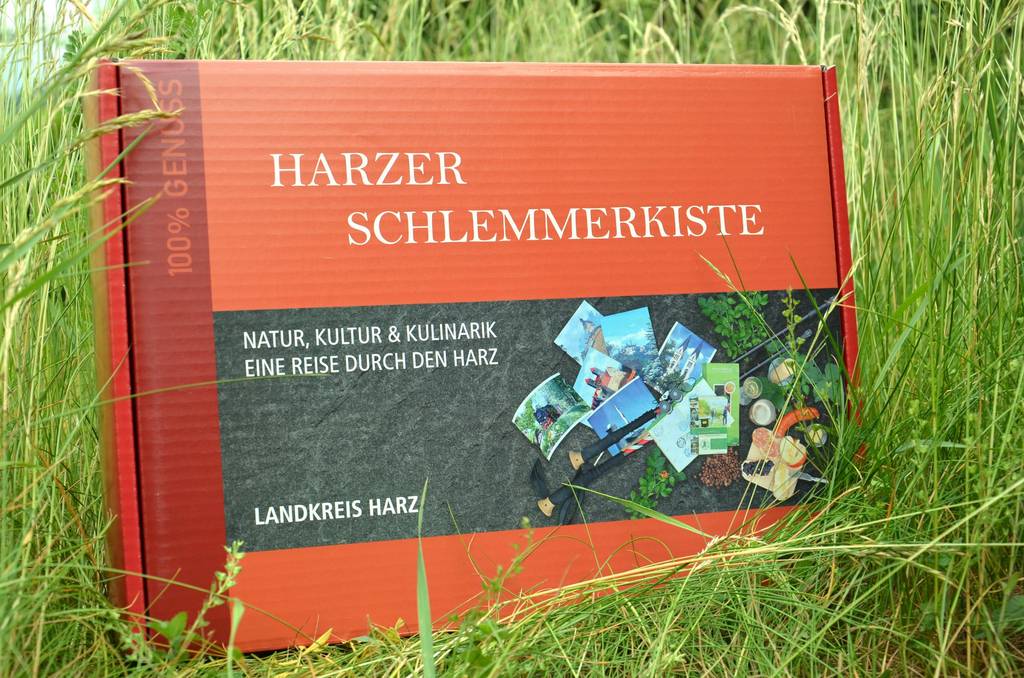 100% GENUSS
HARZER
SCHLEMMERKISTE
NATUR, KULTUR & KULINARIK
EINE REISE DURCH DEN HARZ
LANDKREIS HARZ